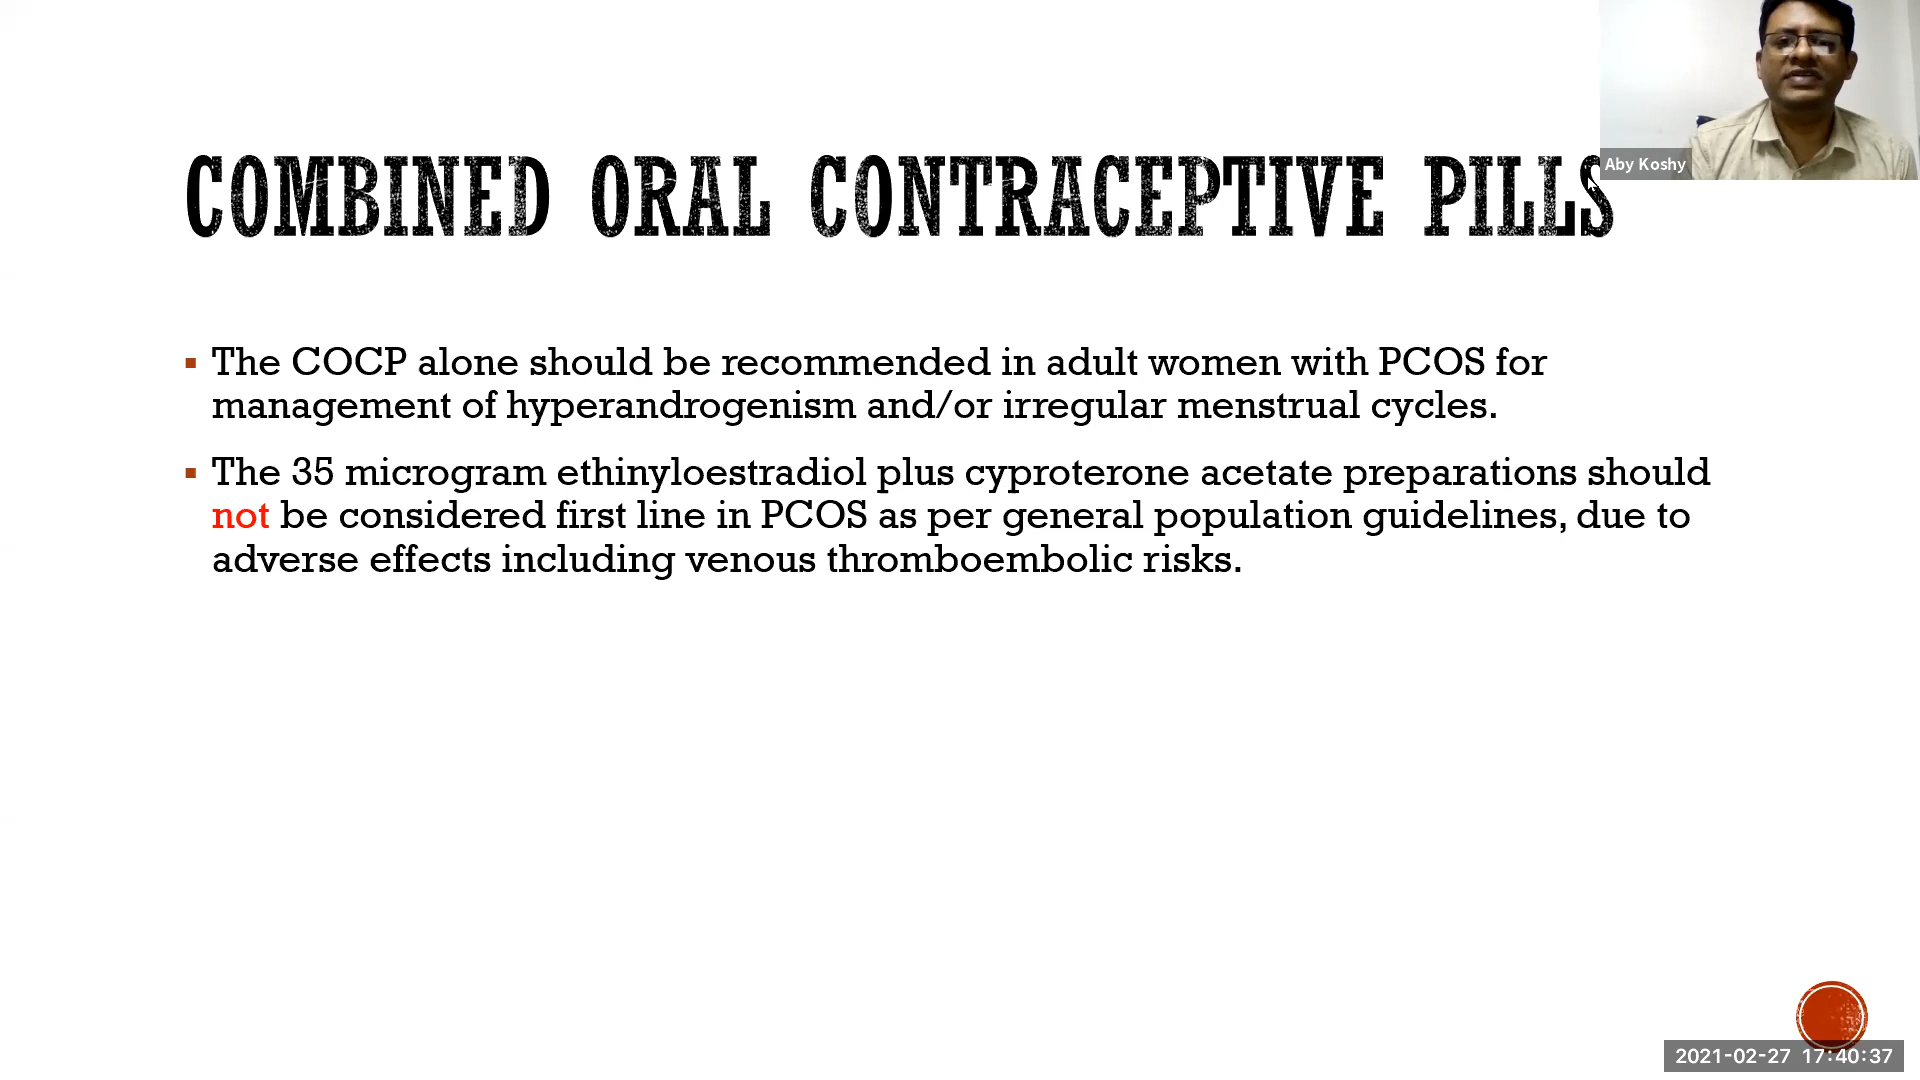 Aby Koshy
COMBINED ORAL CONTRACEPTIVE PILLS
The COCP alone should be recommended in adult women with PCOS for
management of hyperandrogenism and/or irregular menstrual cycles.
The 35 microgram ethinyloestradiol plus cyproterone acetate preparations should
not be considered first line in PCOS as per general population guidelines, due to
adverse effects including venous thromboembolic risks.
2021-02-27 17:40:37